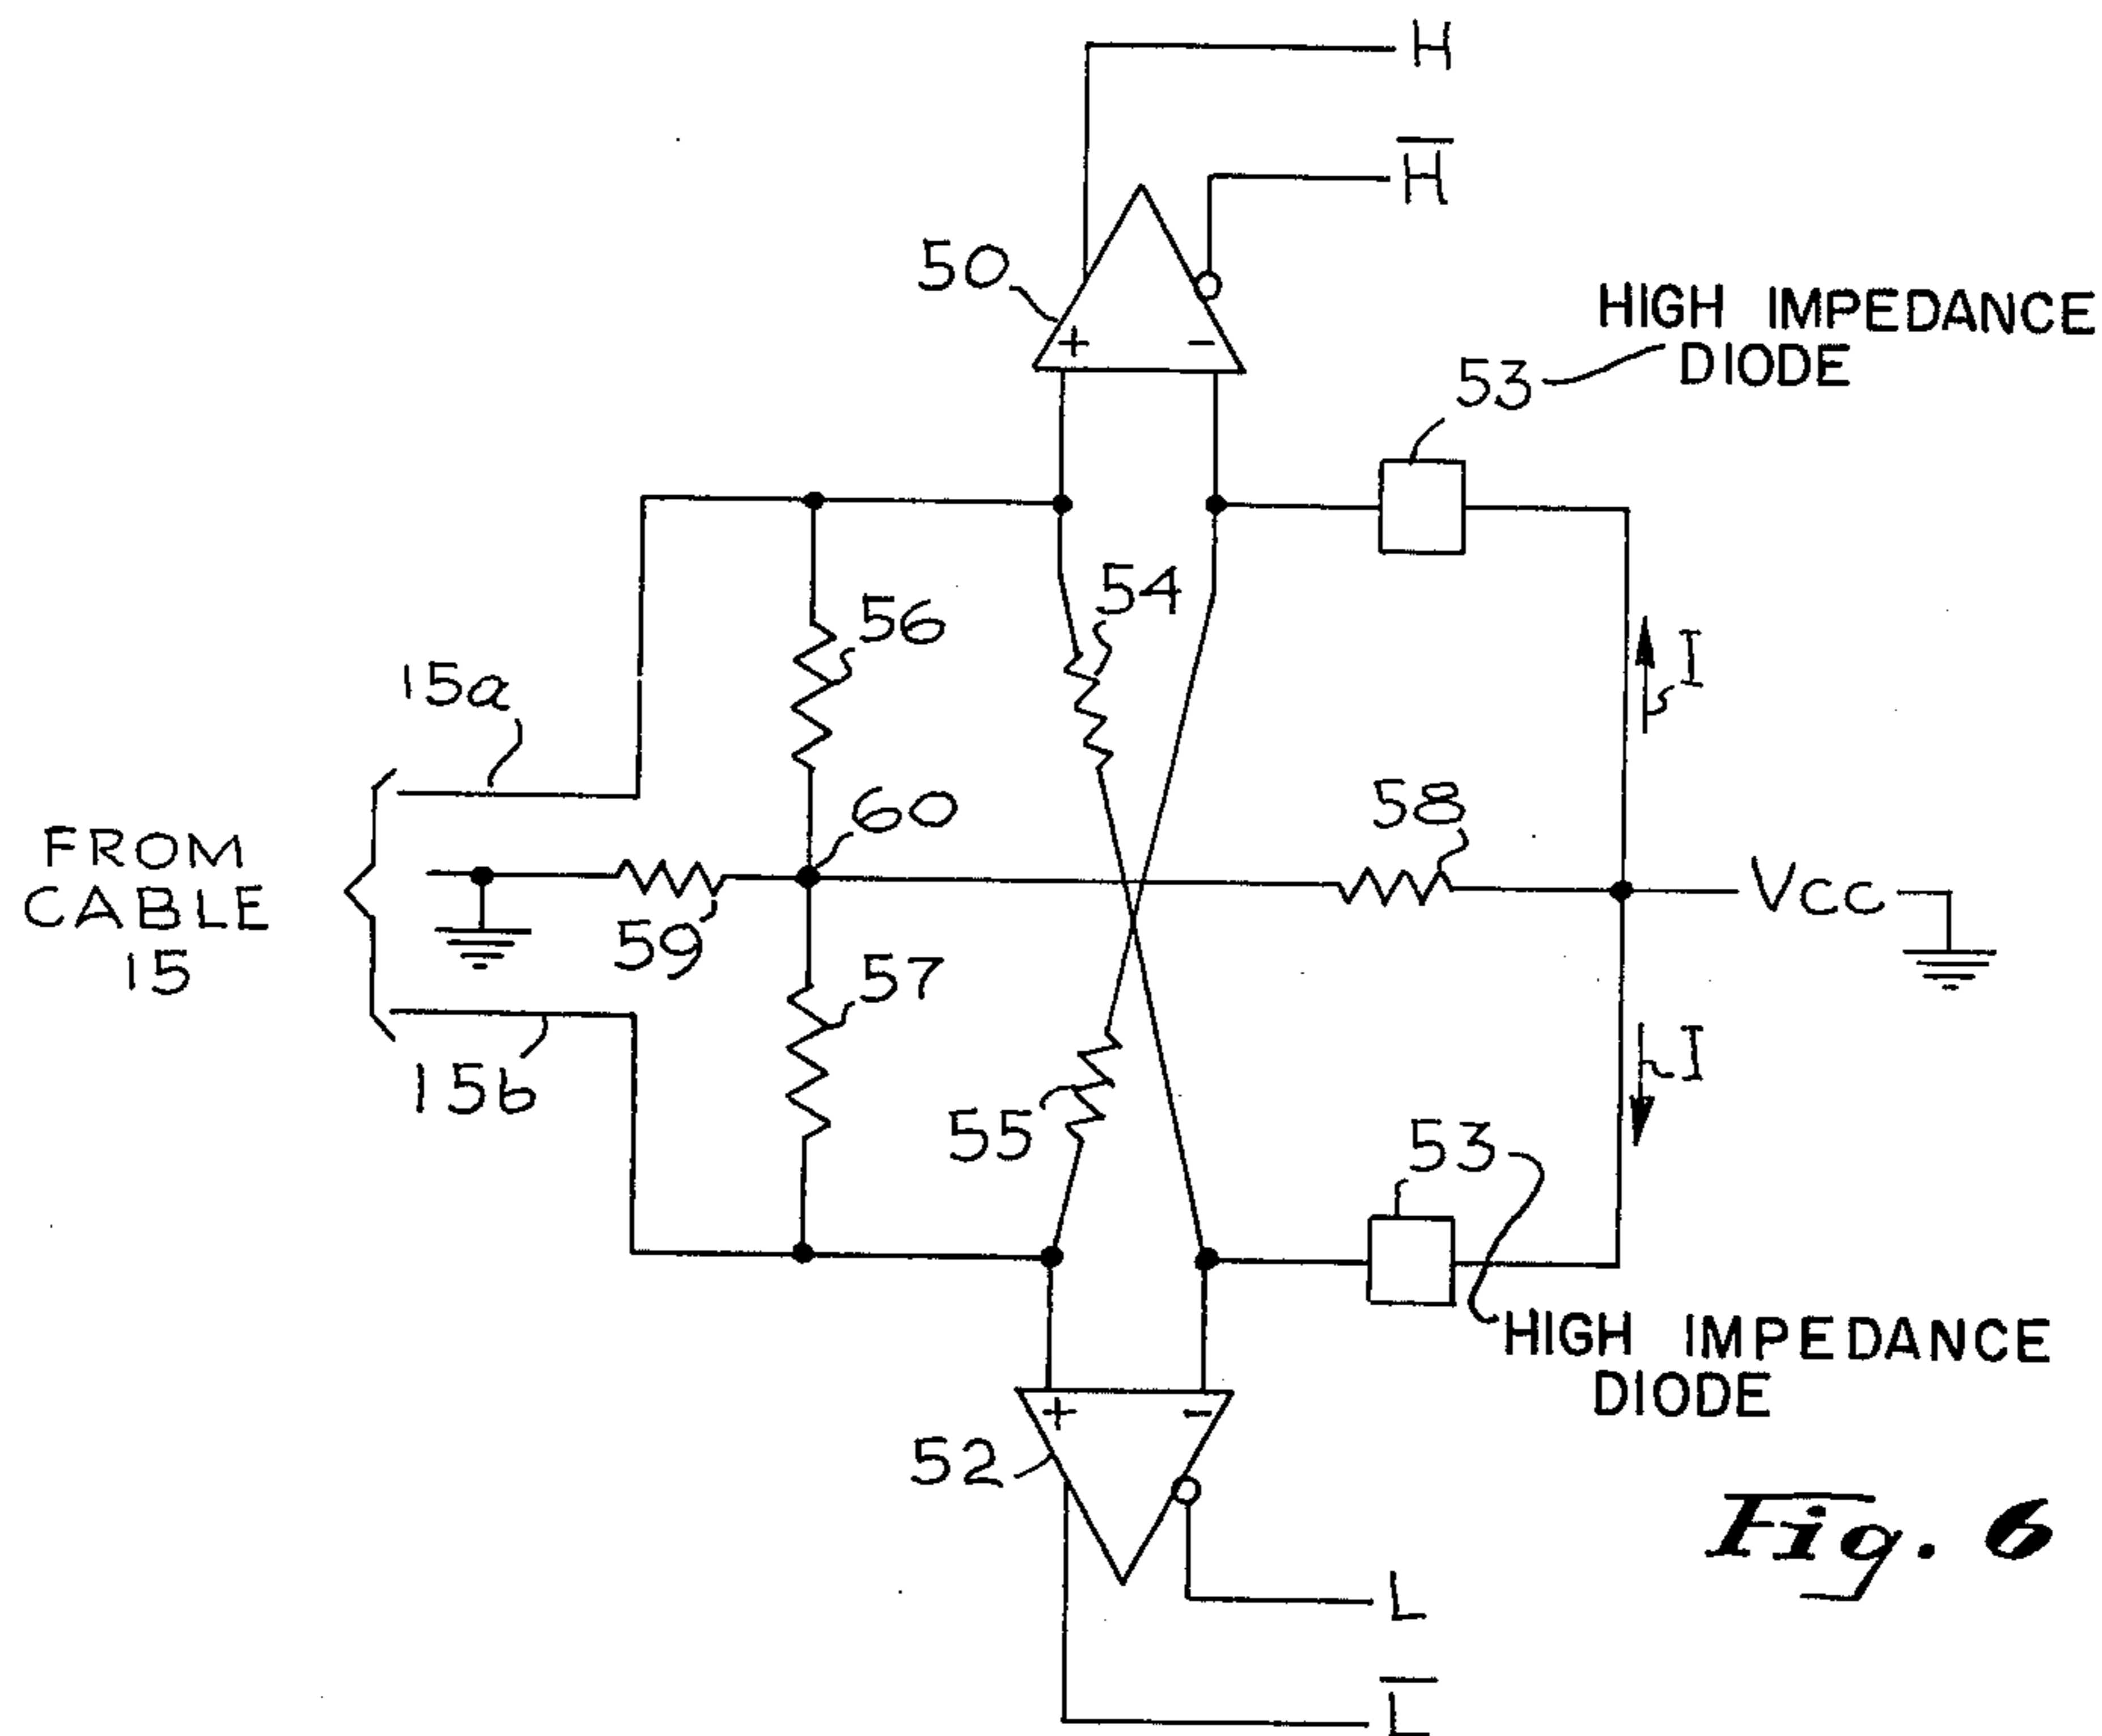 H
H̅
50
HIGH IMPEDANCE
DIODE
53
54
56
15a
I
60
58
FROM
CABLE
15
Vcc
59
57
I
15b
55
53
HIGH IMPEDANCE
DIODE
+ −
+ −
52
L
L̅
Fig. 6